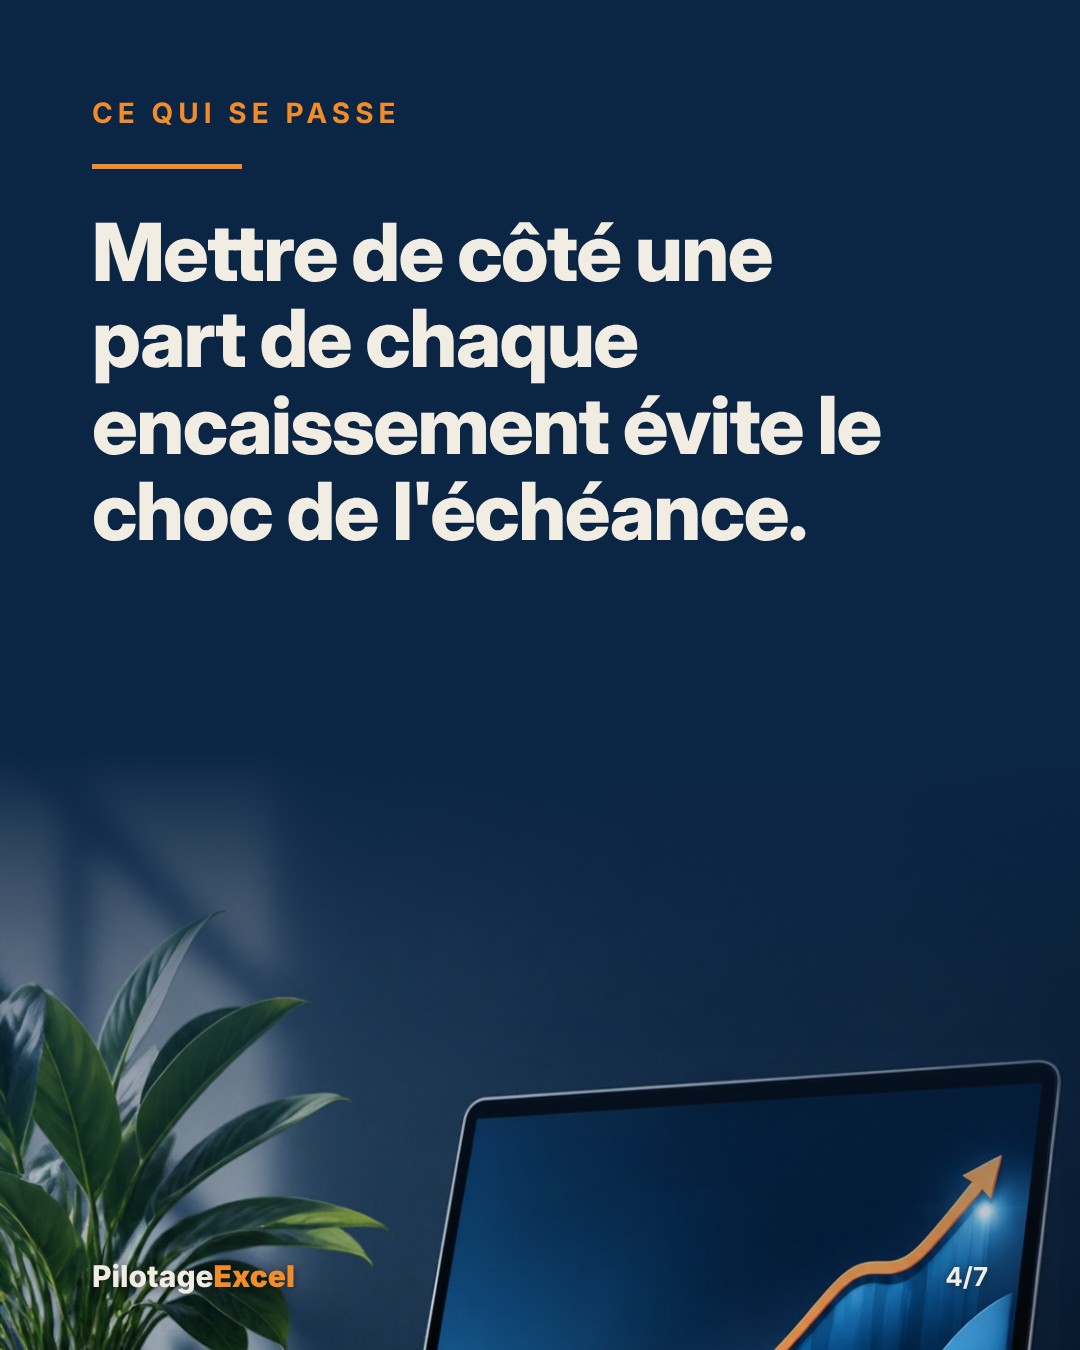 CE QUI SE PASSE
Mettre de côté une
part de chaque
encaissement évite le
choc de l'échéance.
PilotageExcel
4/7